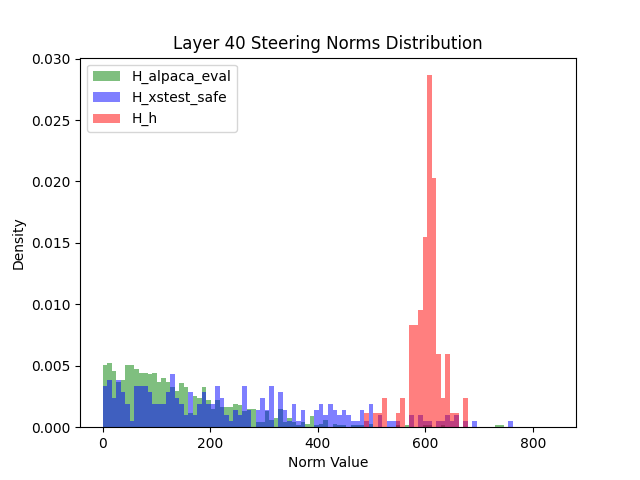 Layer 40 Steering Norms Distribution
H_alpaca_eval
H_xstest_safe
H_h
Density
0.030
0.025
0.020
0.015
0.010
0.005
0.000
0
200
400
600
800
Norm Value